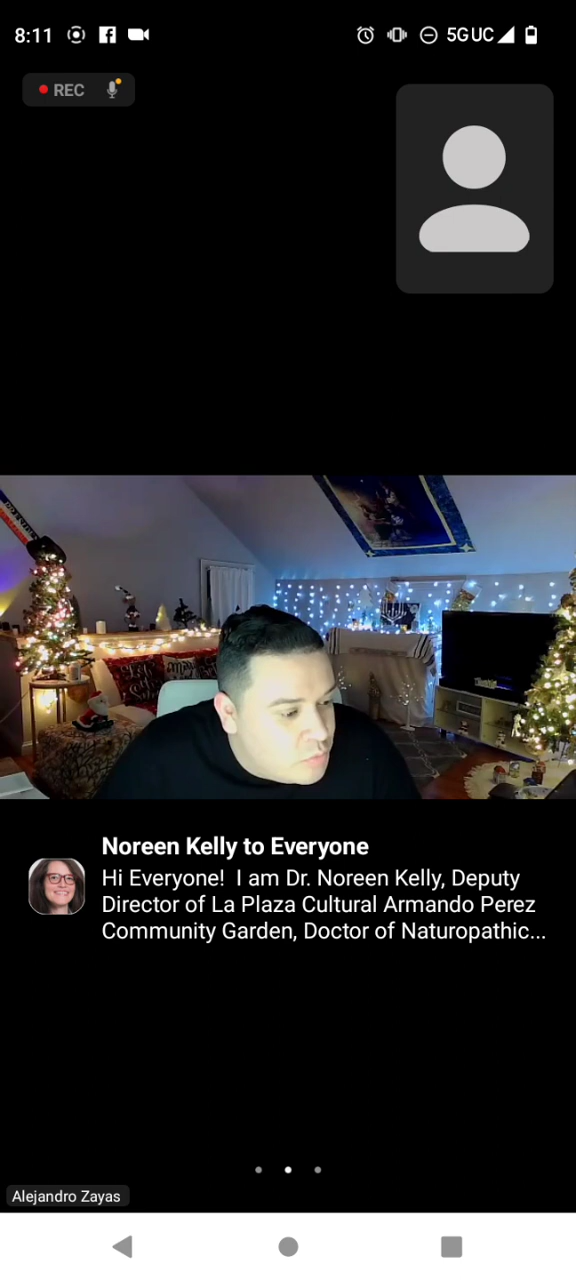 8:11 5GUC
REC
Noreen Kelly to Everyone
Hi Everyone!  I am Dr. Noreen Kelly, Deputy
Director of La Plaza Cultural Armando Perez
Community Garden, Doctor of Naturopathic...
Alejandro Zayas